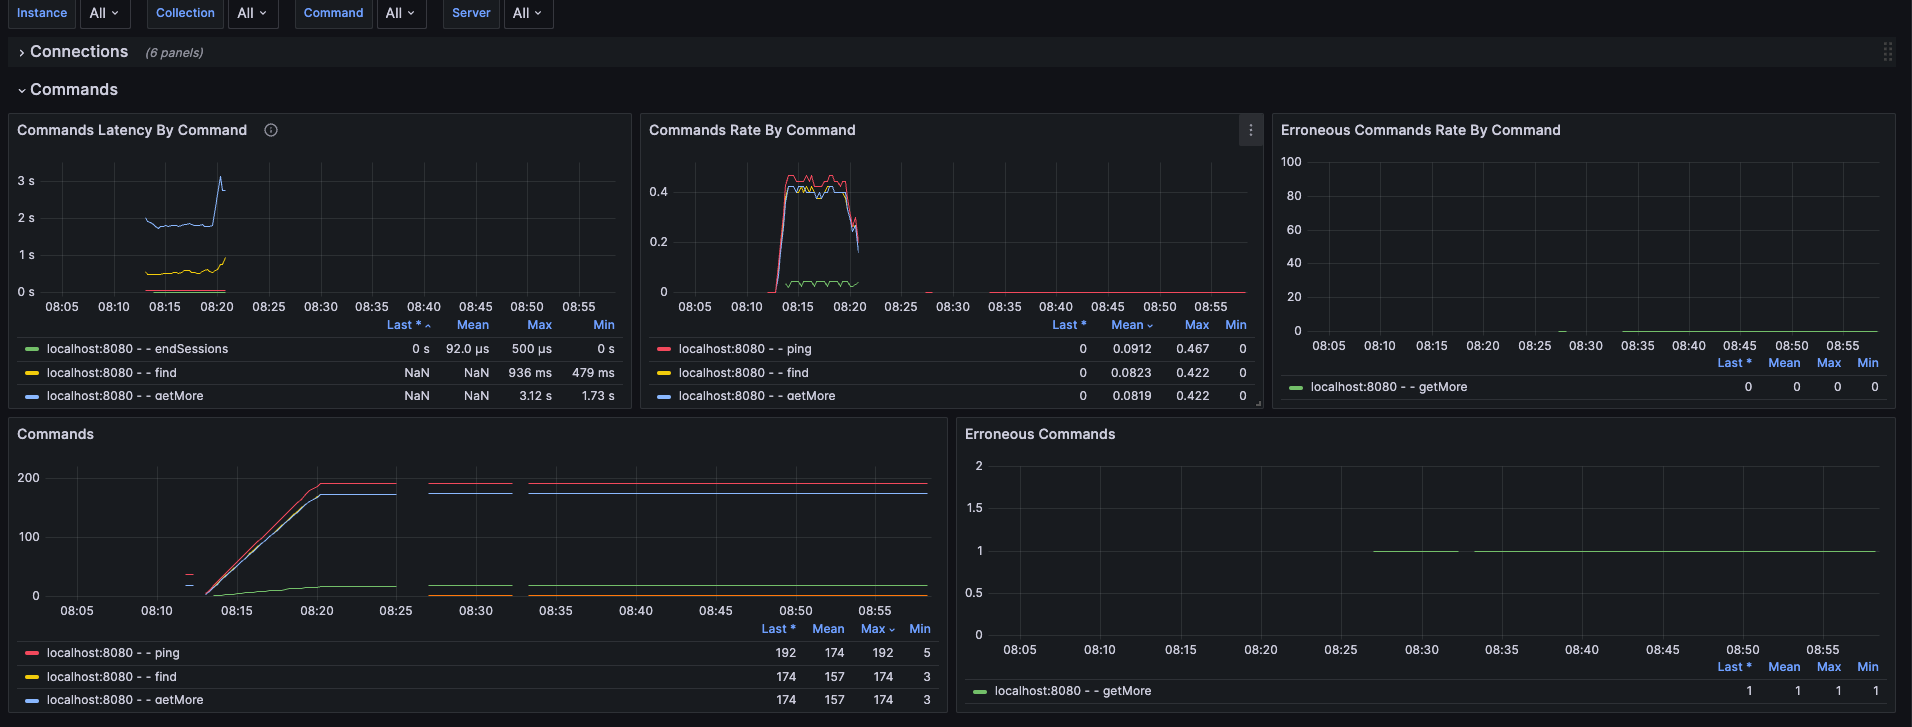 Instance All Collection All Command All Server All
Connections (6 panels)
Commands
Commands Latency By Command
3 s
2 s
1 s
0 s
08:05 08:10 08:15 08:20 08:25 08:30 08:35 08:40 08:45 08:50 08:55
Last * Mean Max Min
localhost:8080 - - endSessions 0 s 92.0 µs 500 µs 0 s
localhost:8080 - - find NaN NaN 936 ms 479 ms
localhost:8080 - - getMore NaN NaN 3.12 s 1.73 s
Commands Rate By Command
0.4
0.2
0
08:05 08:10 08:15 08:20 08:25 08:30 08:35 08:40 08:45 08:50 08:55
Last * Mean Max Min
localhost:8080 - - ping 0 0.0912 0.467 0
localhost:8080 - - find 0 0.0823 0.422 0
localhost:8080 - - getMore 0 0.0819 0.422 0
Erroneous Commands Rate By Command
100
80
60
40
20
0
08:05 08:10 08:15 08:20 08:25 08:30 08:35 08:40 08:45 08:50 08:55
Last * Mean Max Min
localhost:8080 - - getMore 0 0 0 0
Commands
200
100
0
08:05 08:10 08:15 08:20 08:25 08:30 08:35 08:40 08:45 08:50 08:55
Last * Mean Max Min
localhost:8080 - - ping 192 174 192 5
localhost:8080 - - find 174 157 174 3
localhost:8080 - - getMore 174 157 174 3
Erroneous Commands
2
1.5
1
0.5
0
08:05 08:10 08:15 08:20 08:25 08:30 08:35 08:40 08:45 08:50 08:55
Last * Mean Max Min
localhost:8080 - - getMore 1 1 1 1